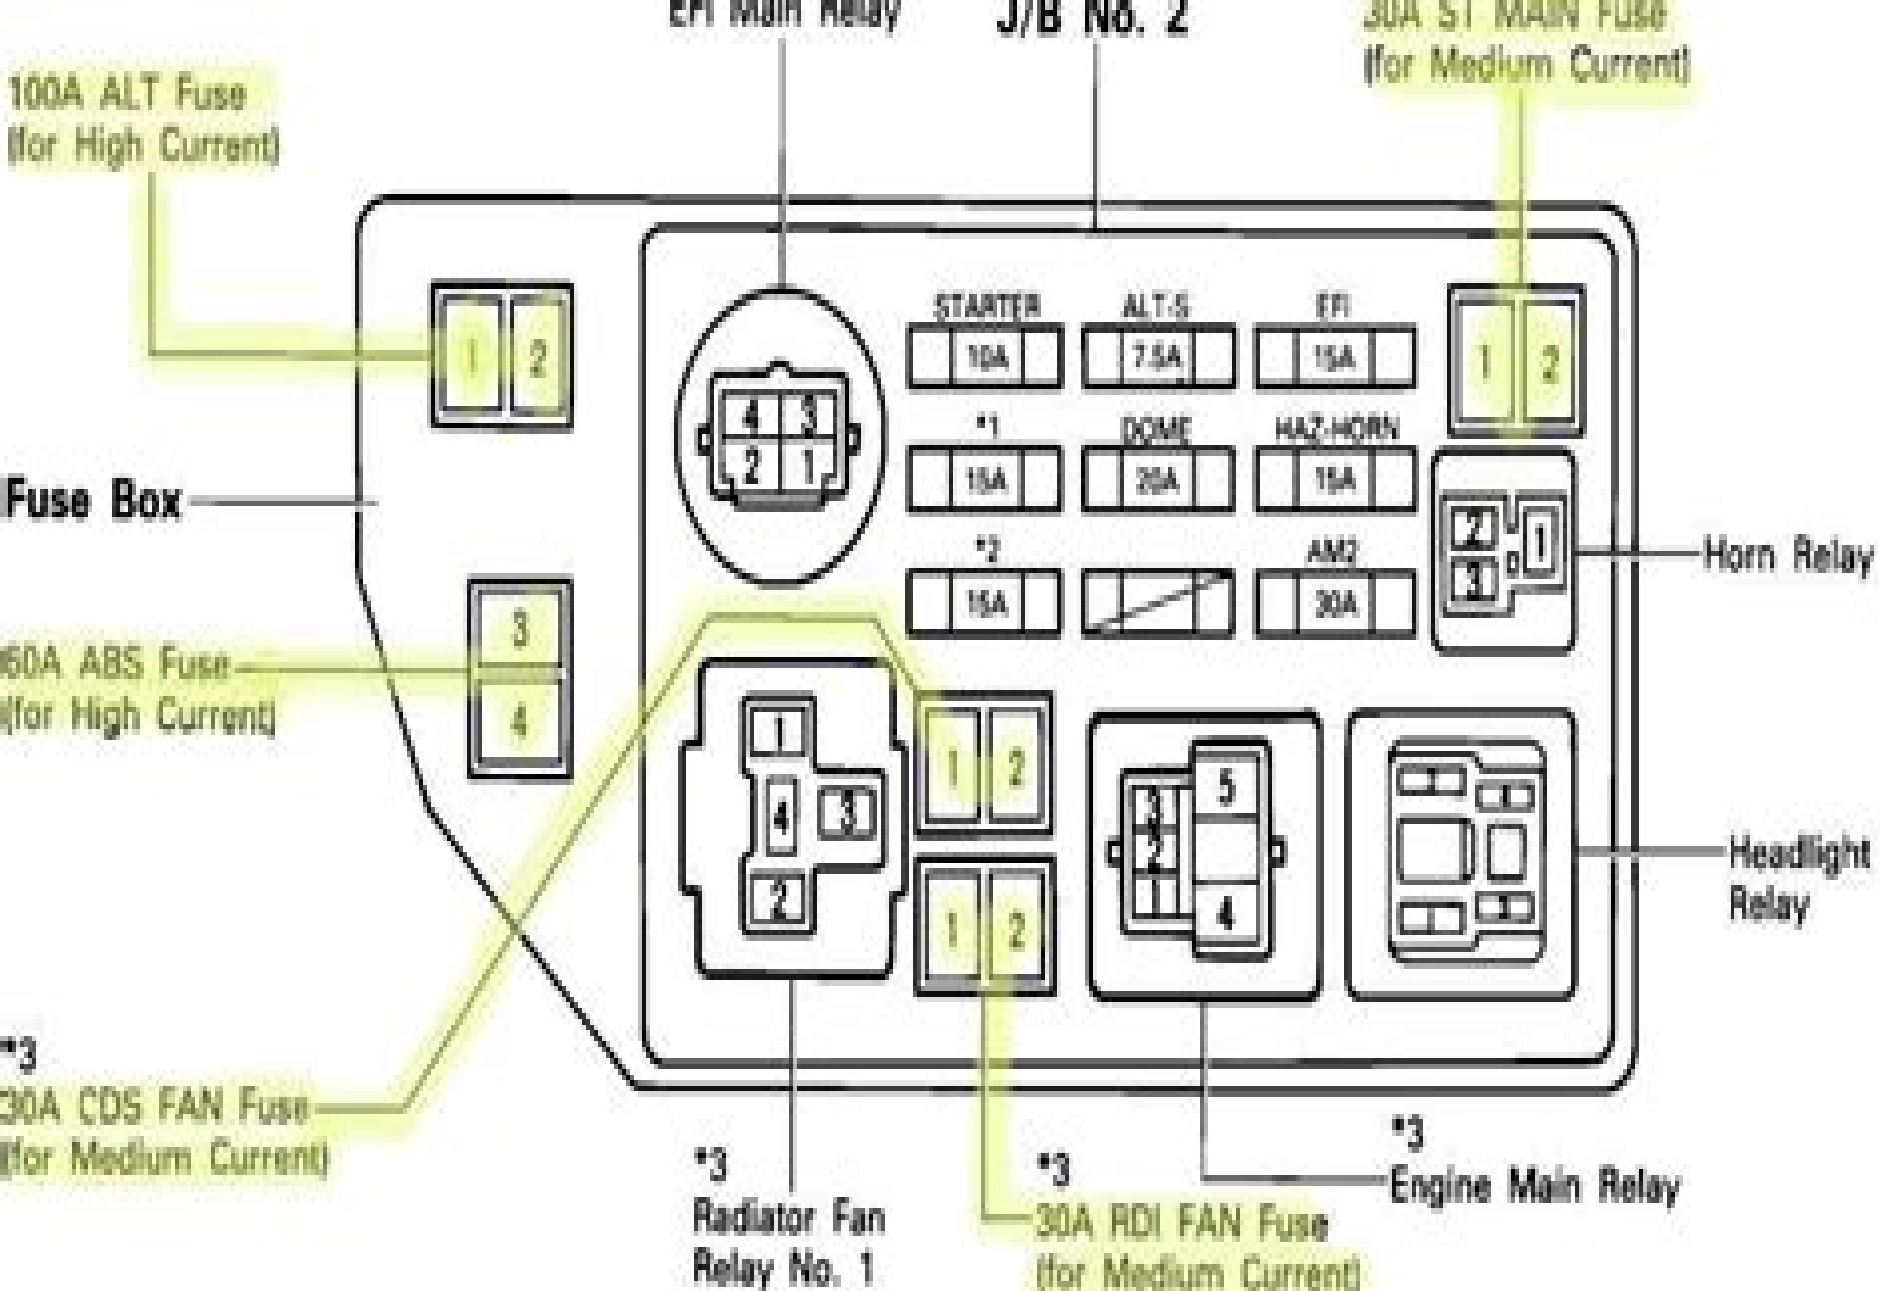 EFI Main Relay
J/B No. 2
30A ST MAIN Fuse
(for Medium Current)
100A ALT Fuse
(for High Current)
1 2
STARTER ALT-S EFI
10A 7.5A 15A
1 2
4 3
2 1
*1 DOME HAZ-HORN
15A 20A 15A
Fuse Box
2 1
3
Horn Relay
*2 AM2
15A 30A
3
4
60A ABS Fuse
(for High Current)
1
4 3
2
1 2
1 2
3 5
2
1 4
1
4
2
3
Headlight
Relay
*3
30A CDS FAN Fuse
(for Medium Current)
*3
Radiator Fan
Relay No. 1
*3
30A RDI FAN Fuse
(for Medium Current)
*3
Engine Main Relay